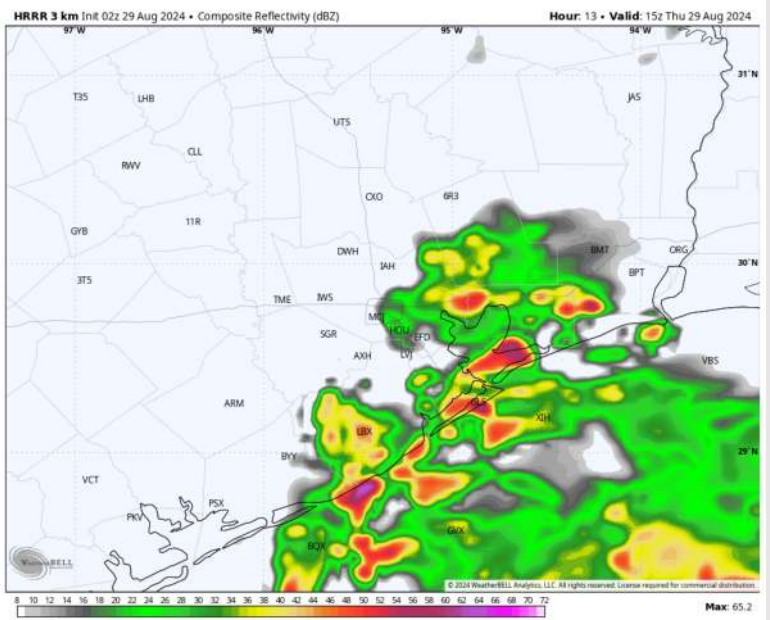 HRRR 3 km Init 02z 29 Aug 2024 • Composite Reflectivity (dBZ) Hour: 13 • Valid: 15z Thu 29 Aug 2024
97°W 96°W 95°W 94°W
31°N
T35 LHB JAS
UTS
CLL
RWV
CXO 6R3
11R
GYB
DWH BMT ORG
IAH
30°N
BPT
3T5
TME IWS
MCJ
SGR HOU EFD
AXH LVJ VBS
ARM GLS
LBX XIH
BYY 29°N
VCT
PSX
PKV
GVX
BQX
WEATHERBELL
© 2024 WeatherBELL Analytics, LLC. All rights reserved. License required for commercial distribution.
8 10 12 14 16 18 20 22 24 26 28 30 32 34 36 38 40 42 44 46 48 50 52 54 56 58 60 62 64 66 68 70 72 Max: 65.2